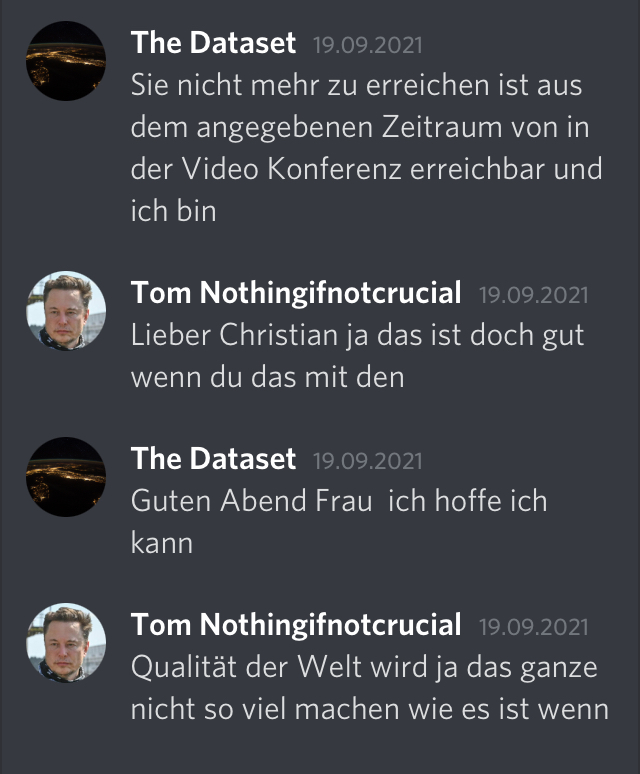 The Dataset 19.09.2021
Sie nicht mehr zu erreichen ist aus
dem angegebenen Zeitraum von in
der Video Konferenz erreichbar und
ich bin
Tom Nothingifnotcrucial 19.09.2021
Lieber Christian ja das ist doch gut
wenn du das mit den
The Dataset 19.09.2021
Guten Abend Frau  ich hoffe ich
kann
Tom Nothingifnotcrucial 19.09.2021
Qualität der Welt wird ja das ganze
nicht so viel machen wie es ist wenn